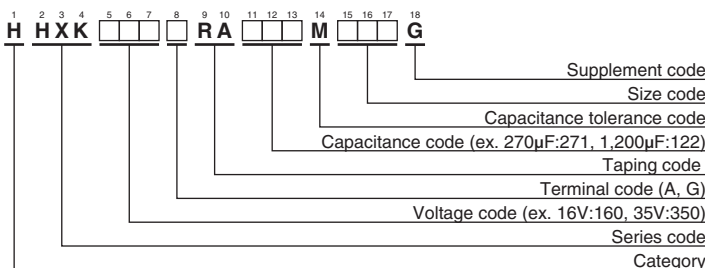 1 2 3 4 5 6 7 8 9 10 11 12 13 14 15 16 17 18
H HXK □□□ □ RA □□□ M □□□ G
Supplement code
Size code
Capacitance tolerance code
Capacitance code (ex. 270µF:271, 1,200µF:122)
Taping code
Terminal code (A, G)
Voltage code (ex. 16V:160, 35V:350)
Series code
Category